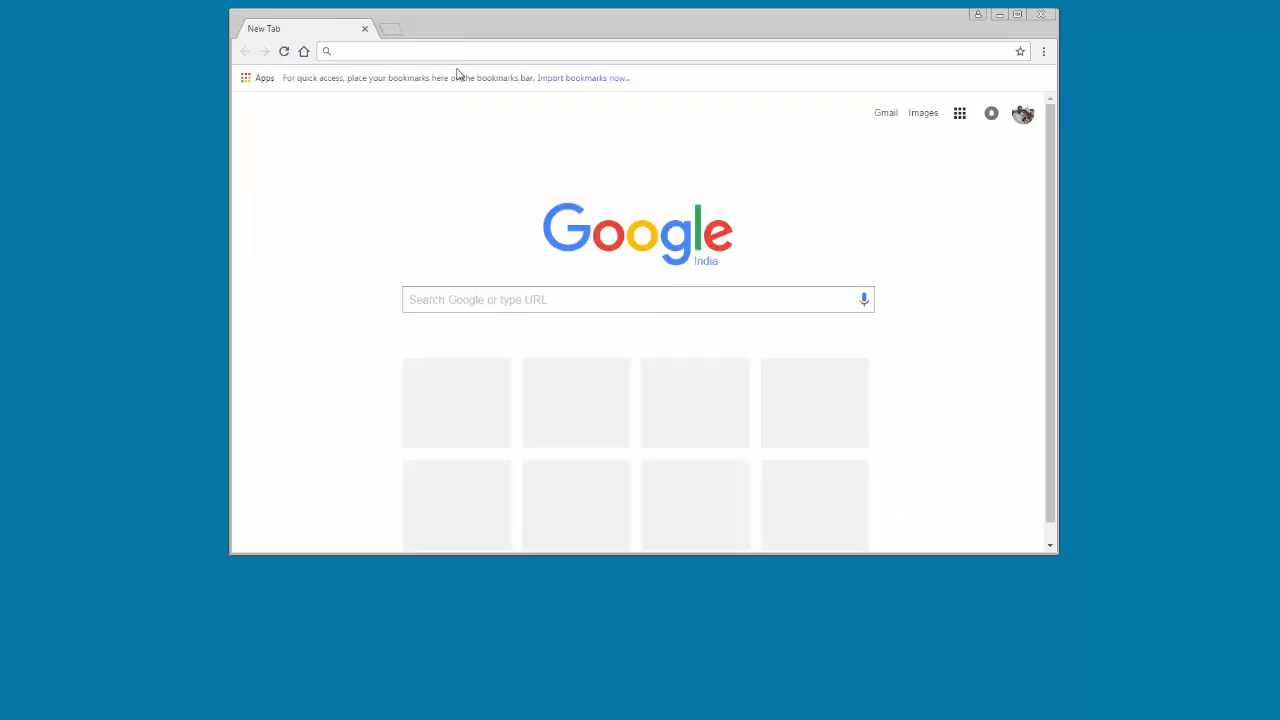 New Tab
Apps For quick access, place your bookmarks here on the bookmarks bar. Import bookmarks now...
Gmail Images
Google
India
Search Google or type URL